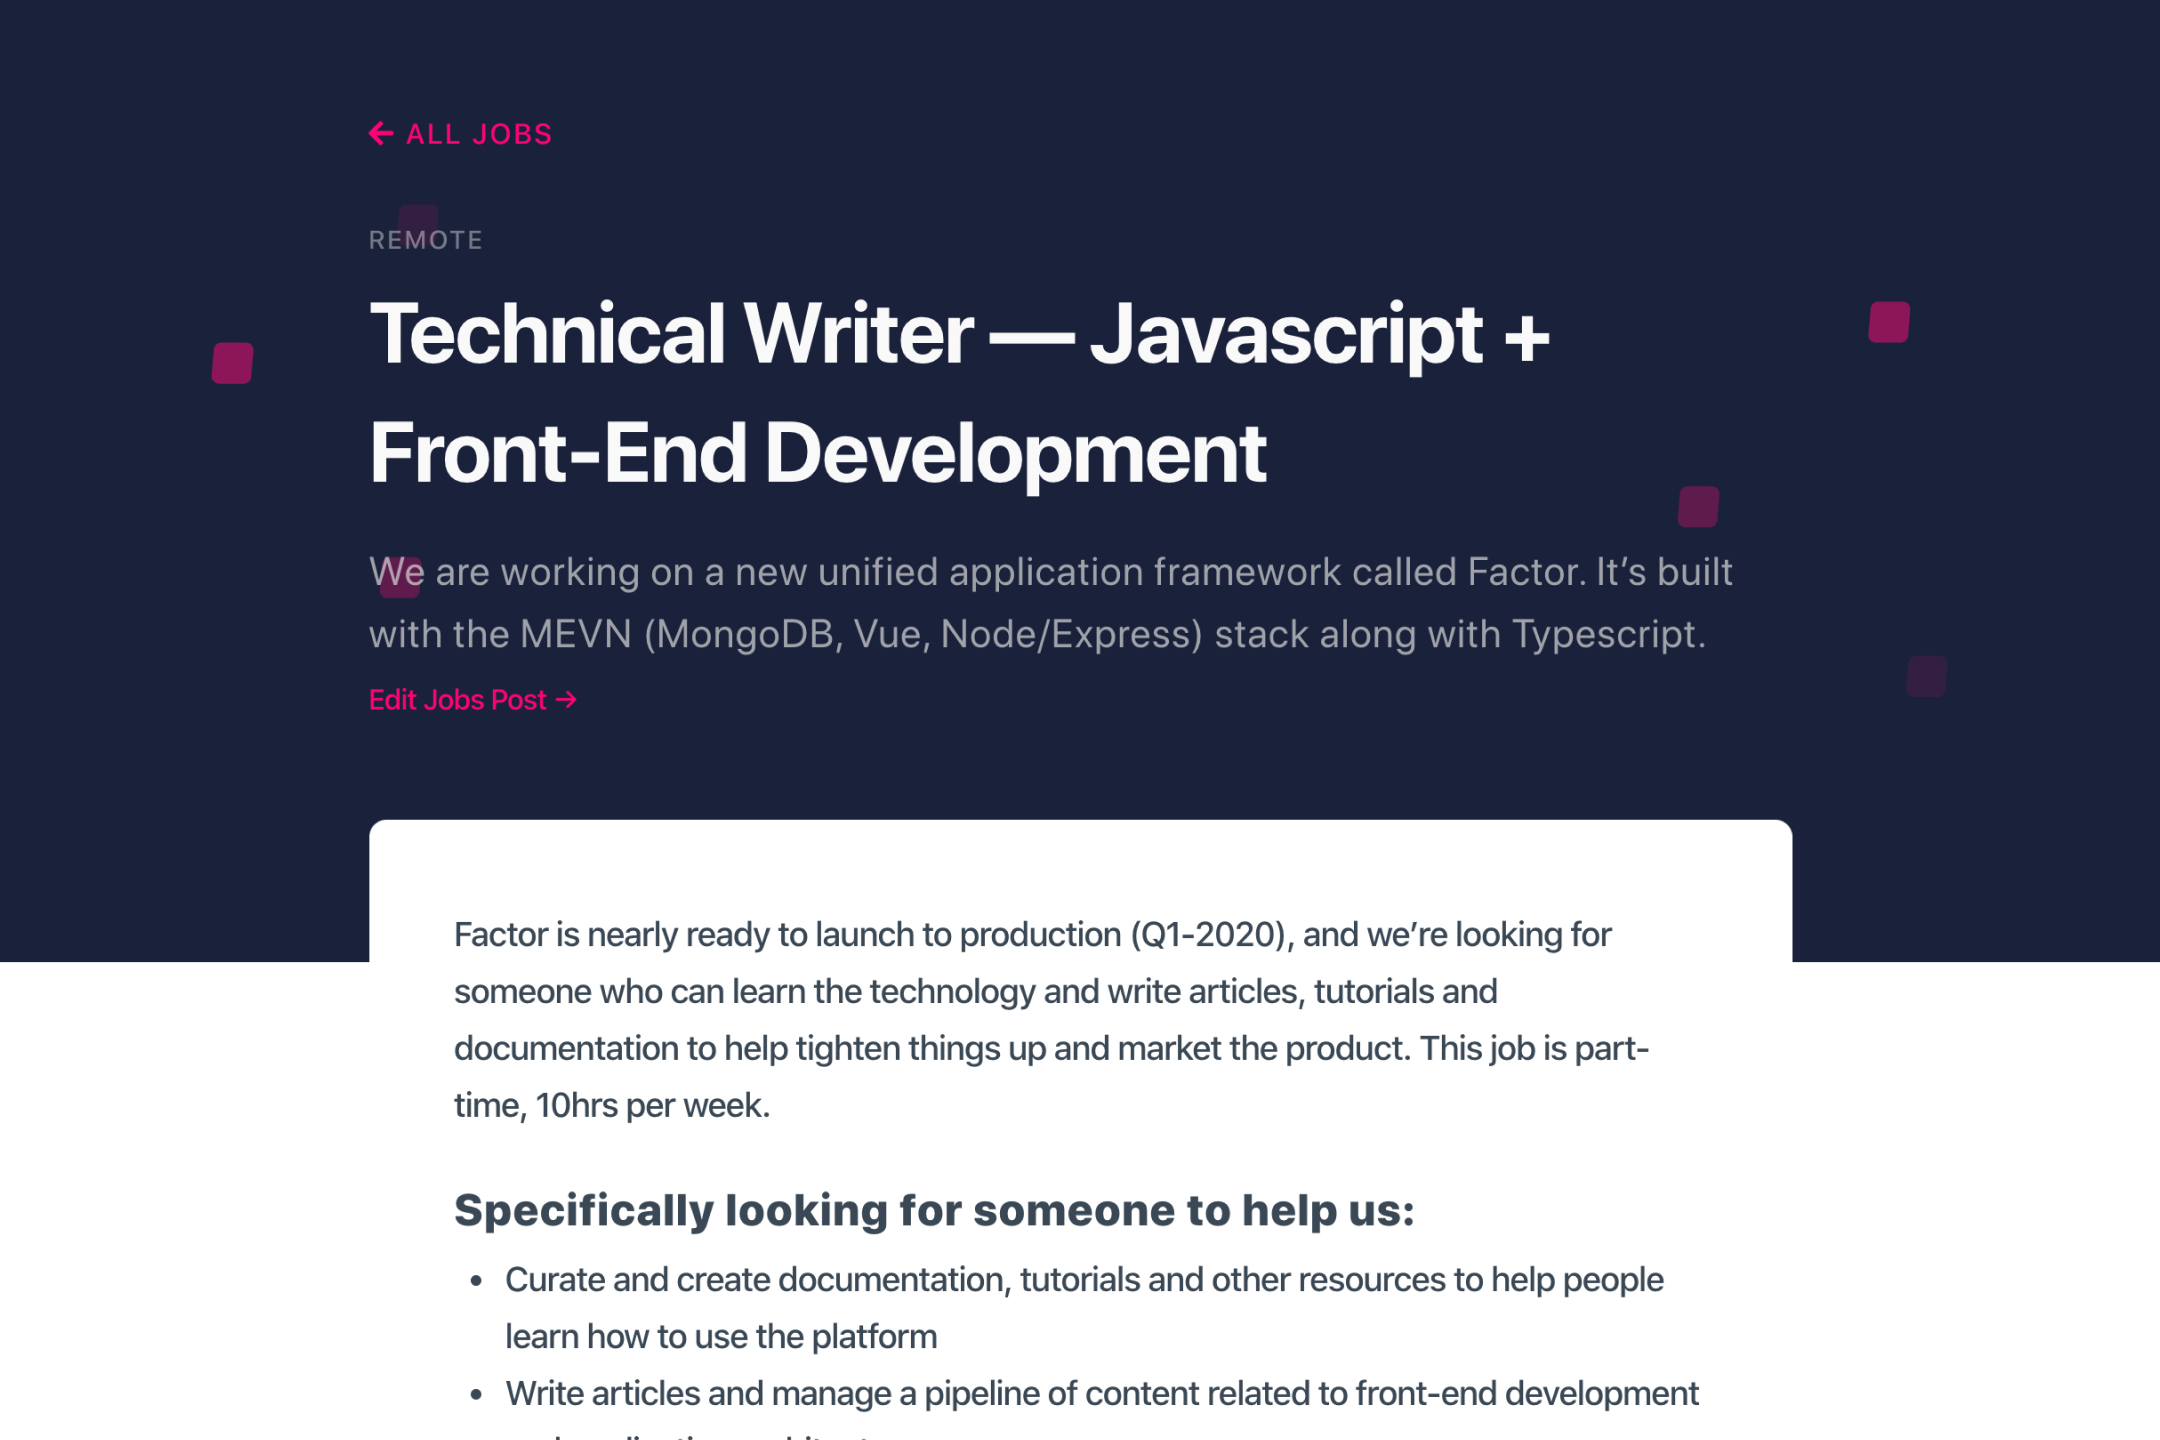 ← ALL JOBS
REMOTE
Technical Writer — Javascript +
Front-End Development
We are working on a new unified application framework called Factor. It’s built
with the MEVN (MongoDB, Vue, Node/Express) stack along with Typescript.
Edit Jobs Post →
Factor is nearly ready to launch to production (Q1-2020), and we’re looking for
someone who can learn the technology and write articles, tutorials and
documentation to help tighten things up and market the product. This job is part-
time, 10hrs per week.
Specifically looking for someone to help us:
• Curate and create documentation, tutorials and other resources to help people
learn how to use the platform
• Write articles and manage a pipeline of content related to front-end development